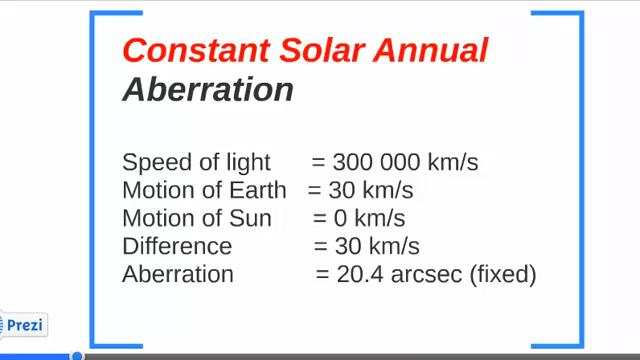 Constant Solar Annual
Aberration
Speed of light = 300 000 km/s
Motion of Earth = 30 km/s
Motion of Sun = 0 km/s
Difference = 30 km/s
Aberration = 20.4 arcsec (fixed)
Prezi